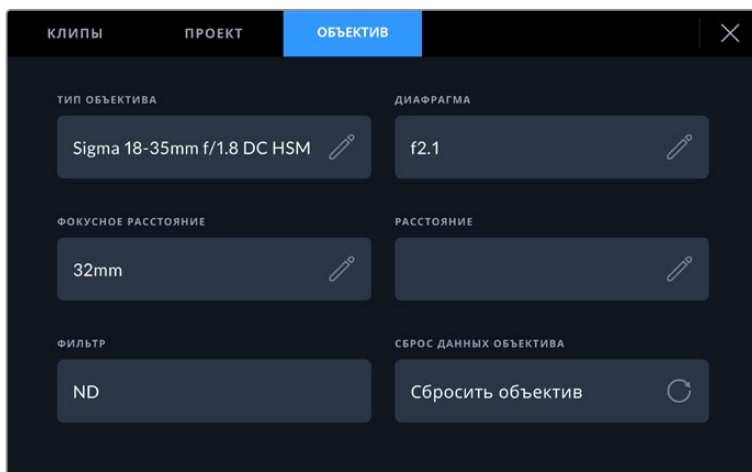 КЛИПЫ ПРОЕКТ ОБЪЕКТИВ
ТИП ОБЪЕКТИВА ДИАФРАГМА
Sigma 18-35mm f/1.8 DC HSM f2.1
ФОКУСНОЕ РАССТОЯНИЕ РАССТОЯНИЕ
32mm
ФИЛЬТР СБРОС ДАННЫХ ОБЪЕКТИВА
ND Сбросить объектив